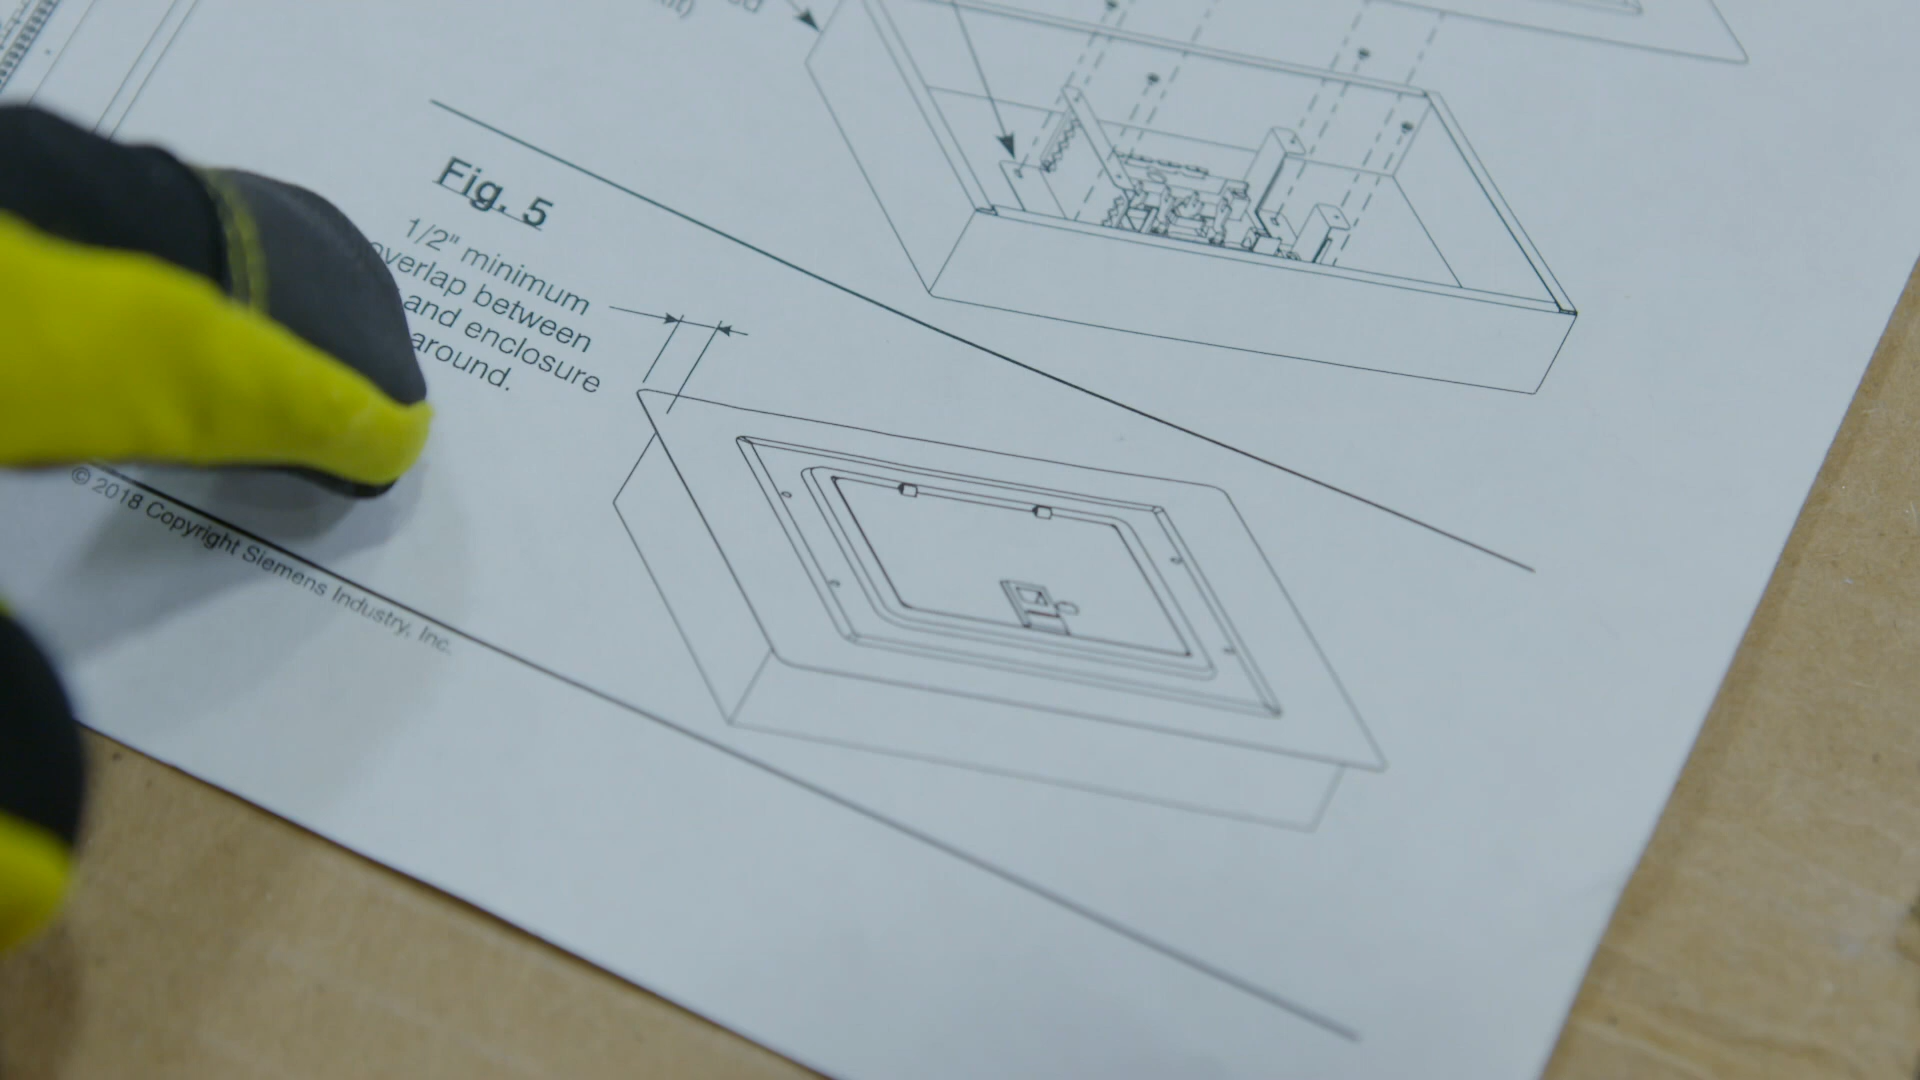 Fig. 5
1/2" minimum
overlap between
and enclosure
around.
© 2018 Copyright Siemens Industry, Inc.